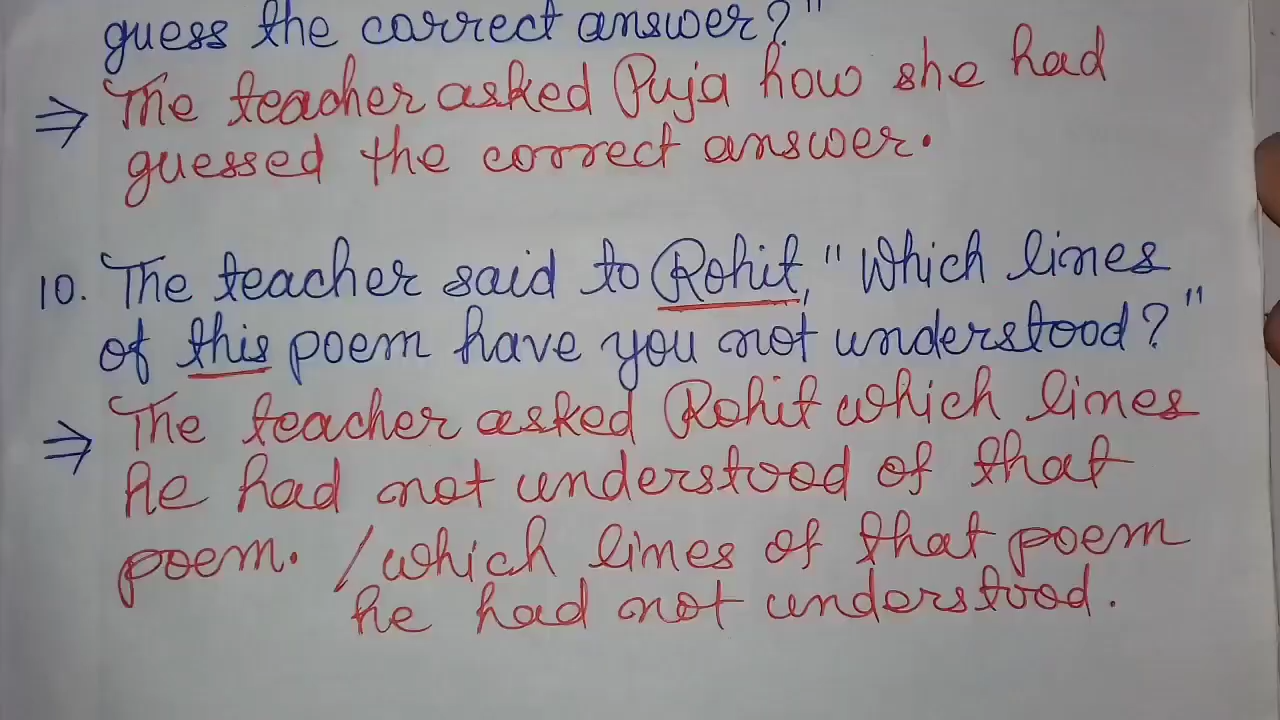 guess the correct answer?"
⇒ The teacher asked Puja how she had
guessed the correct answer.
10. The teacher said to Rohit, "Which lines
of this poem have you not understood?"
⇒ The teacher asked Rohit which lines
he had not understood of that
poem. / which lines of that poem
he had not understood.